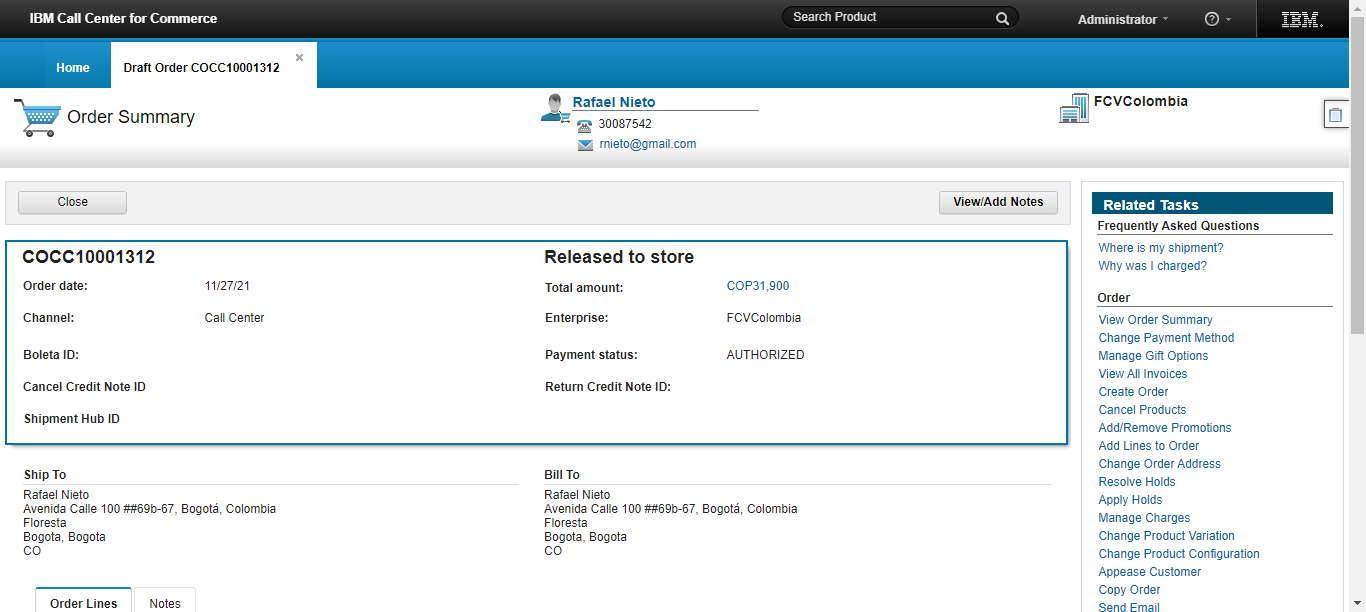 IBM Call Center for Commerce
Search Product
Administrator
?
IBM.
Home
Draft Order COCC10001312
Order Summary
Rafael Nieto
30087542
rnieto@gmail.com
FCVColombia
Close
View/Add Notes
COCC10001312
Released to store
Order date: 11/27/21
Total amount: COP31,900
Channel: Call Center
Enterprise: FCVColombia
Boleta ID:
Payment status: AUTHORIZED
Cancel Credit Note ID
Return Credit Note ID:
Shipment Hub ID
Ship To
Rafael Nieto
Avenida Calle 100 ##69b-67, Bogotá, Colombia
Floresta
Bogota, Bogota
CO
Bill To
Rafael Nieto
Avenida Calle 100 ##69b-67, Bogotá, Colombia
Floresta
Bogota, Bogota
CO
Order Lines
Notes
Related Tasks
Frequently Asked Questions
Where is my shipment?
Why was I charged?
Order
View Order Summary
Change Payment Method
Manage Gift Options
View All Invoices
Create Order
Cancel Products
Add/Remove Promotions
Add Lines to Order
Change Order Address
Resolve Holds
Apply Holds
Manage Charges
Change Product Variation
Change Product Configuration
Appease Customer
Copy Order
Send Email